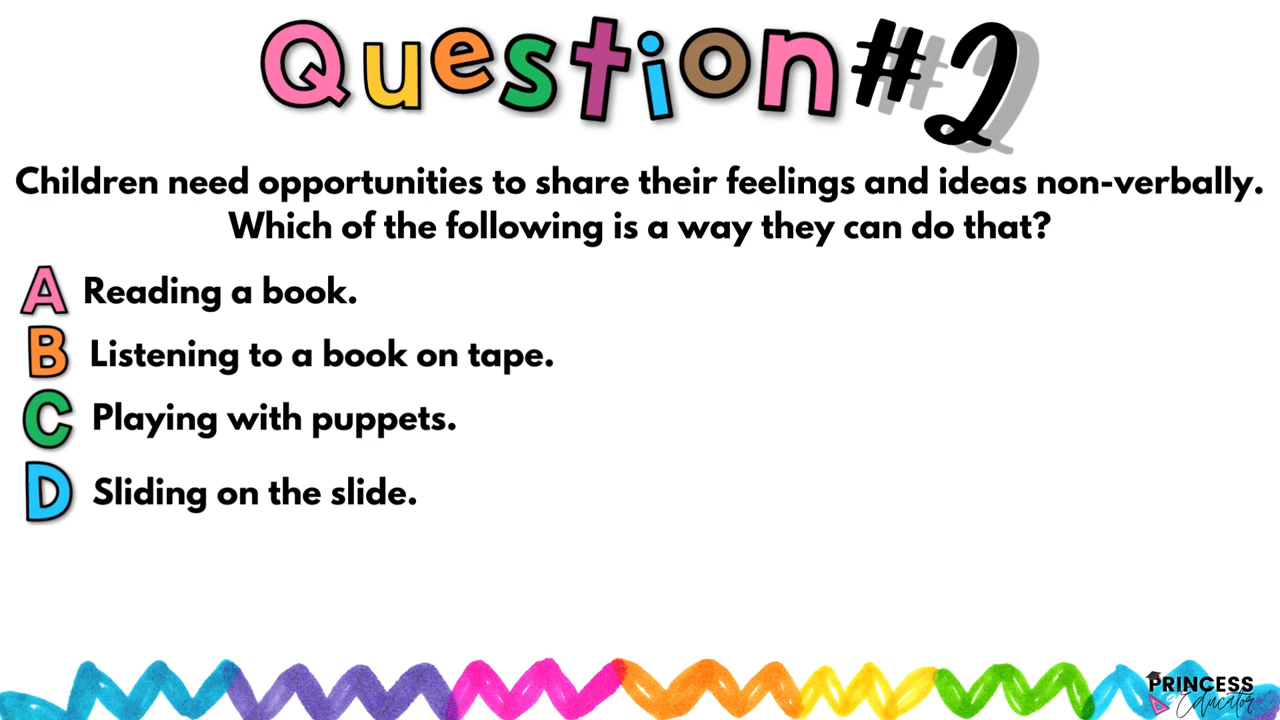 Question #2
Children need opportunities to share their feelings and ideas non-verbally.
Which of the following is a way they can do that?
A Reading a book.
B Listening to a book on tape.
C Playing with puppets.
D Sliding on the slide.
PRINCESS
Educator